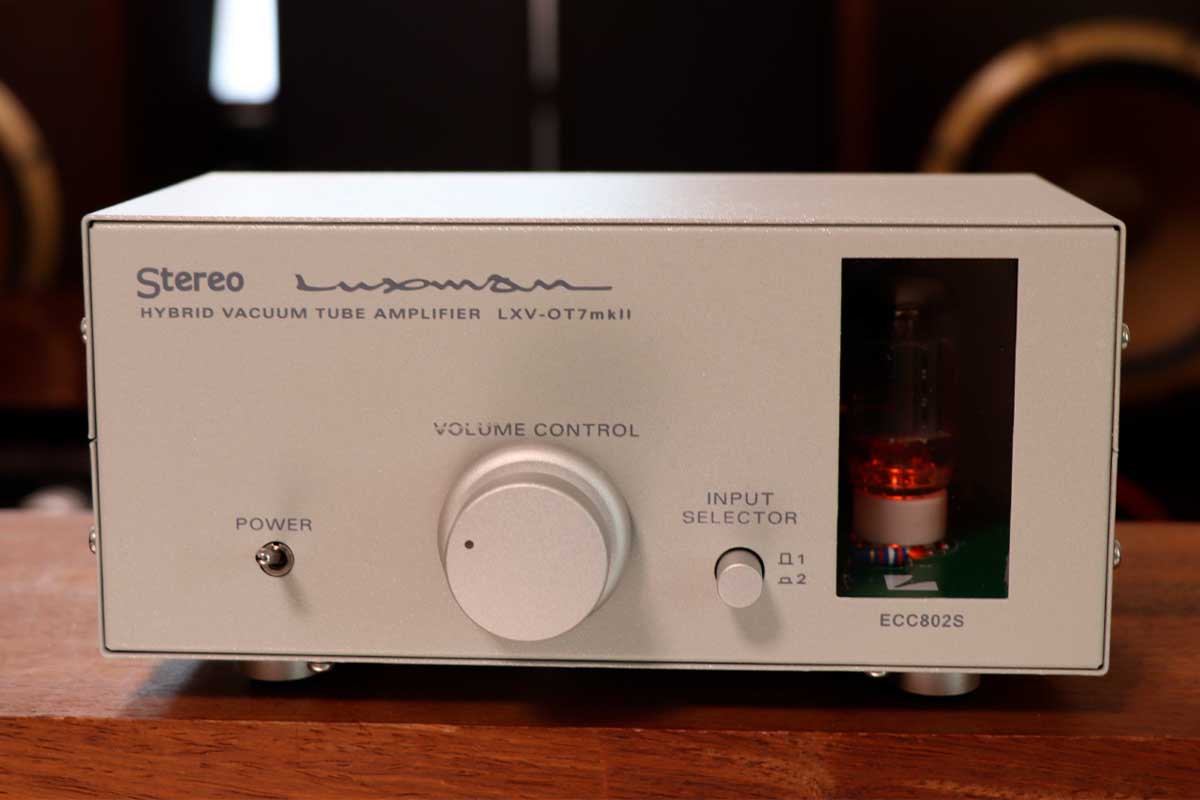 Stereo Luxman
HYBRID VACUUM TUBE AMPLIFIER LXV-OT7mkII
VOLUME CONTROL
POWER
INPUT
SELECTOR
1
2
ECC802S